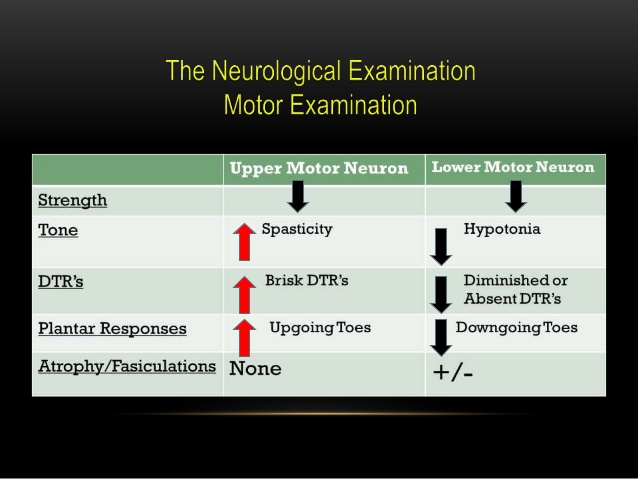 The Neurological Examination
Motor Examination
Upper Motor Neuron Lower Motor Neuron
Strength
Tone Spasticity Hypotonia
DTR's Brisk DTR's Diminished or
Absent DTR's
Plantar Responses Upgoing Toes Downgoing Toes
Atrophy/Fasiculations None +/-